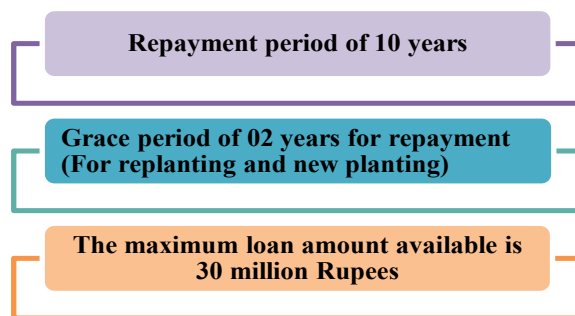 Repayment period of 10 years
Grace period of 02 years for repayment
(For replanting and new planting)
The maximum loan amount available is
30 million Rupees